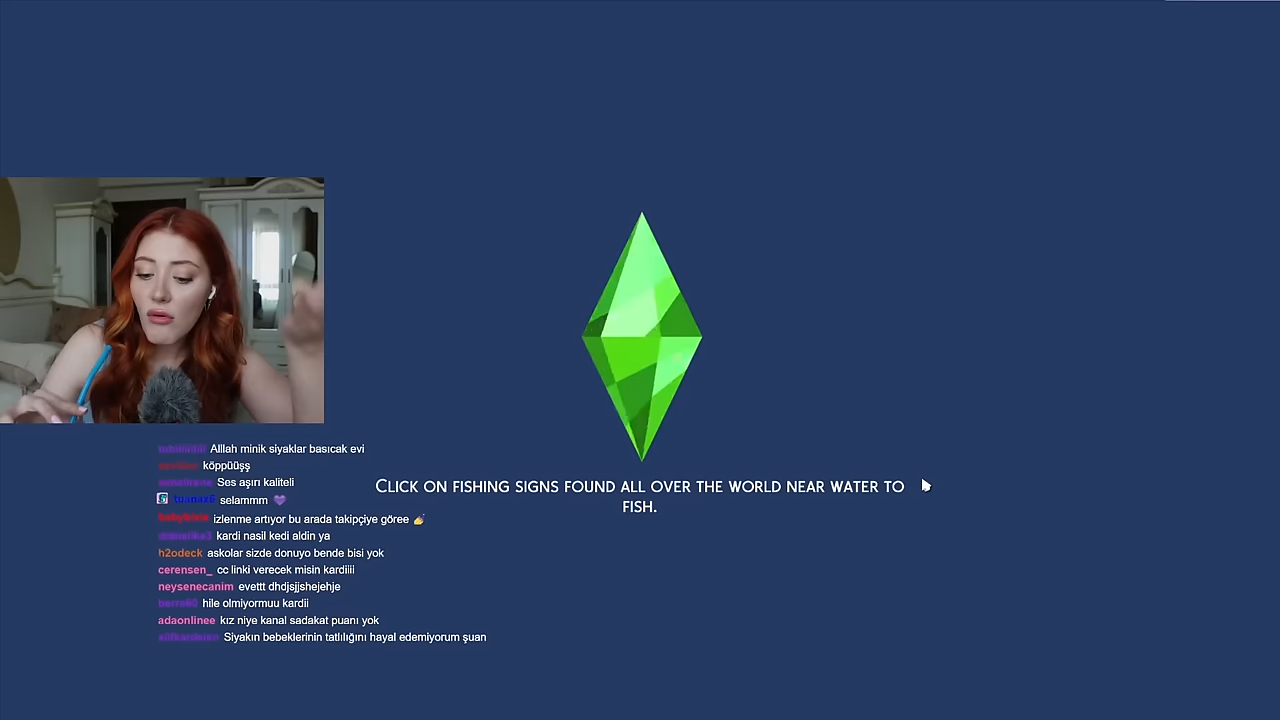 Alllah minik siyaklar basıcak evi
köppüüşş
Ses aşırı kaliteli
selammm
izlenme artıyor bu arada takipçiye göree
kardi nasil kedi aldin ya
h2odeck askolar sizde donuyo bende bisi yok
cerensen_ cc linki verecek misin kardiiii
neysenecanim evettt dhdjsjjshejehje
hile olmiyormuu kardii
adaonlinee kız niye kanal sadakat puanı yok
Siyakın bebeklerinin tatlılığını hayal edemiyorum şuan
CLICK ON FISHING SIGNS FOUND ALL OVER THE WORLD NEAR WATER TO
FISH.